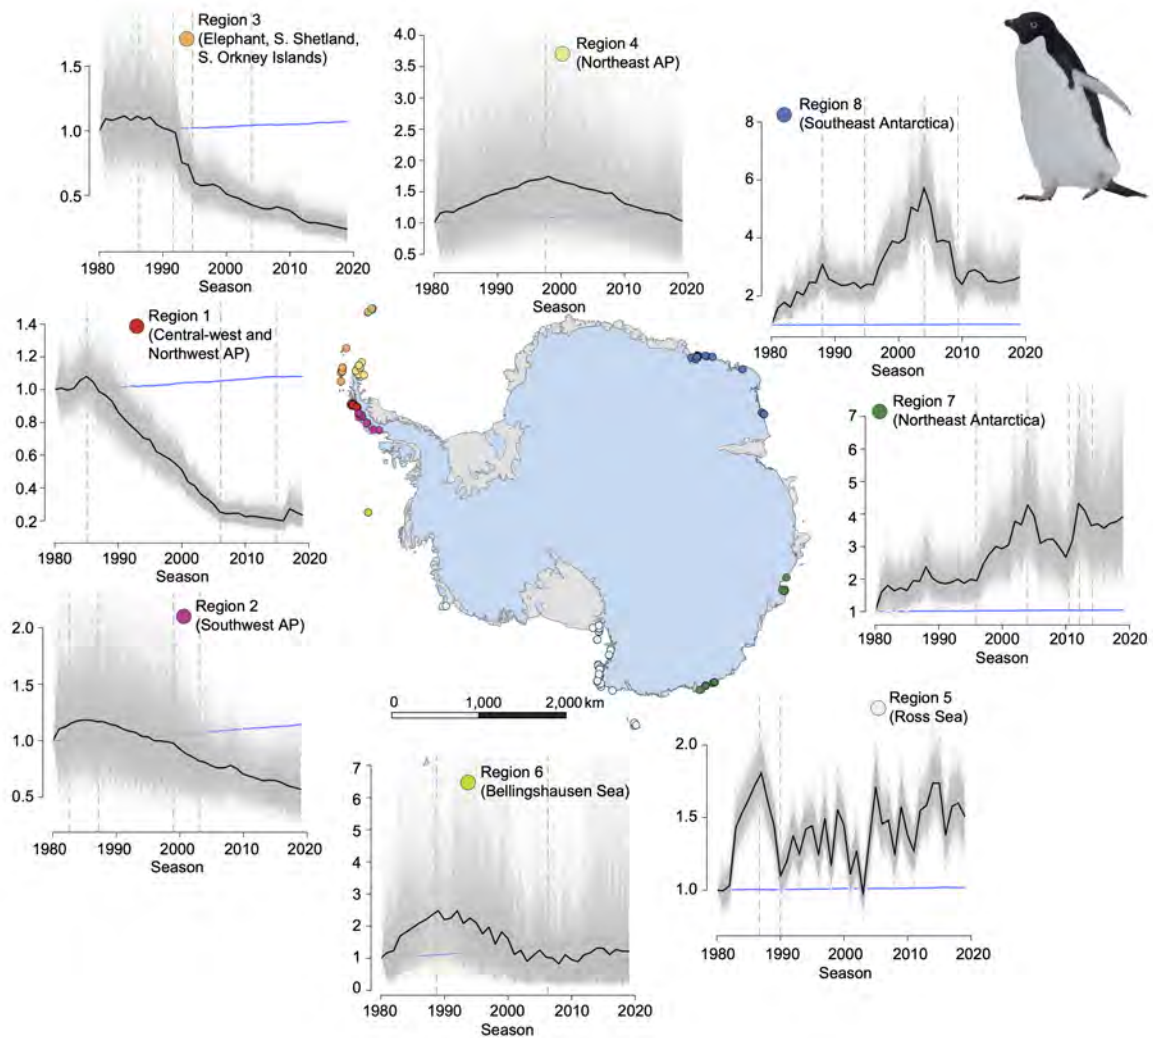 Region 3
(Elephant, S. Shetland,
S. Orkney Islands)
1.5
1.0
0.5
1980 1990 2000 2010 2020
Season
Region 4
(Northeast AP)
4.0
3.5
3.0
2.5
2.0
1.5
1.0
0.5
1980 1990 2000 2010 2020
Season
Region 8
(Southeast Antarctica)
8
6
4
2
1980 1990 2000 2010 2020
Season
Region 1
(Central-west and
Northwest AP)
1.4
1.2
1.0
0.8
0.6
0.4
0.2
1980 1990 2000 2010 2020
Season
Region 7
(Northeast Antarctica)
7
6
5
4
3
2
1
1980 1990 2000 2010 2020
Season
Region 2
(Southwest AP)
2.0
1.5
1.0
0.5
1980 1990 2000 2010 2020
Season
0 1,000 2,000 km
Region 6
(Bellingshausen Sea)
7
6
5
4
3
2
1
0
1980 1990 2000 2010 2020
Season
Region 5
(Ross Sea)
2.0
1.5
1.0
1980 1990 2000 2010 2020
Season